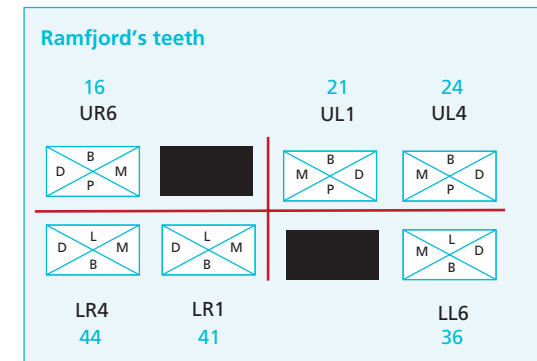 Ramfjord's teeth
16 21 24
UR6 UL1 UL4
B B B
D M M D M D
P P P
L L L
D M D M M D
B B B
LR4 LR1 LL6
44 41 36